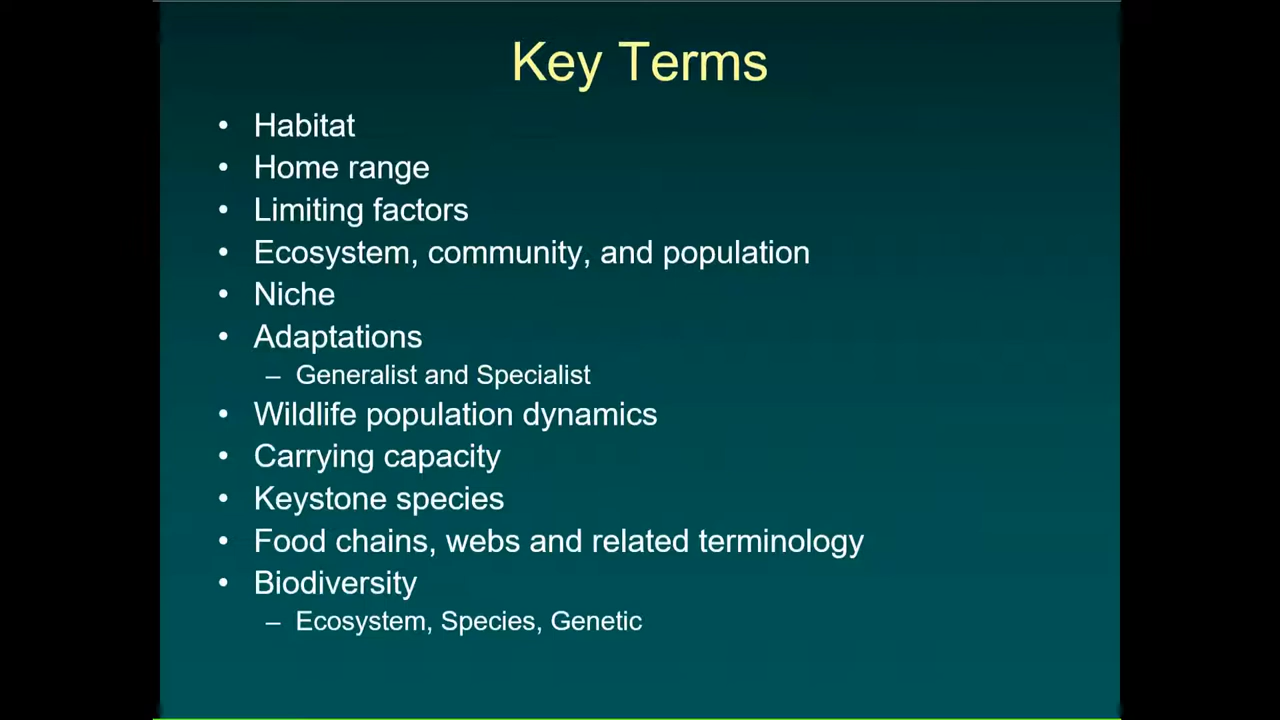 Key Terms
• Habitat
• Home range
• Limiting factors
• Ecosystem, community, and population
• Niche
• Adaptations
– Generalist and Specialist
• Wildlife population dynamics
• Carrying capacity
• Keystone species
• Food chains, webs and related terminology
• Biodiversity
– Ecosystem, Species, Genetic